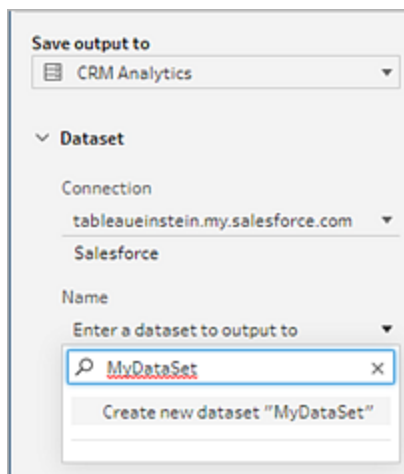 Save output to
CRM Analytics
Dataset
Connection
tableaueinstein.my.salesforce.com
Salesforce
Name
Enter a dataset to output to
MyDataSet
Create new dataset "MyDataSet"